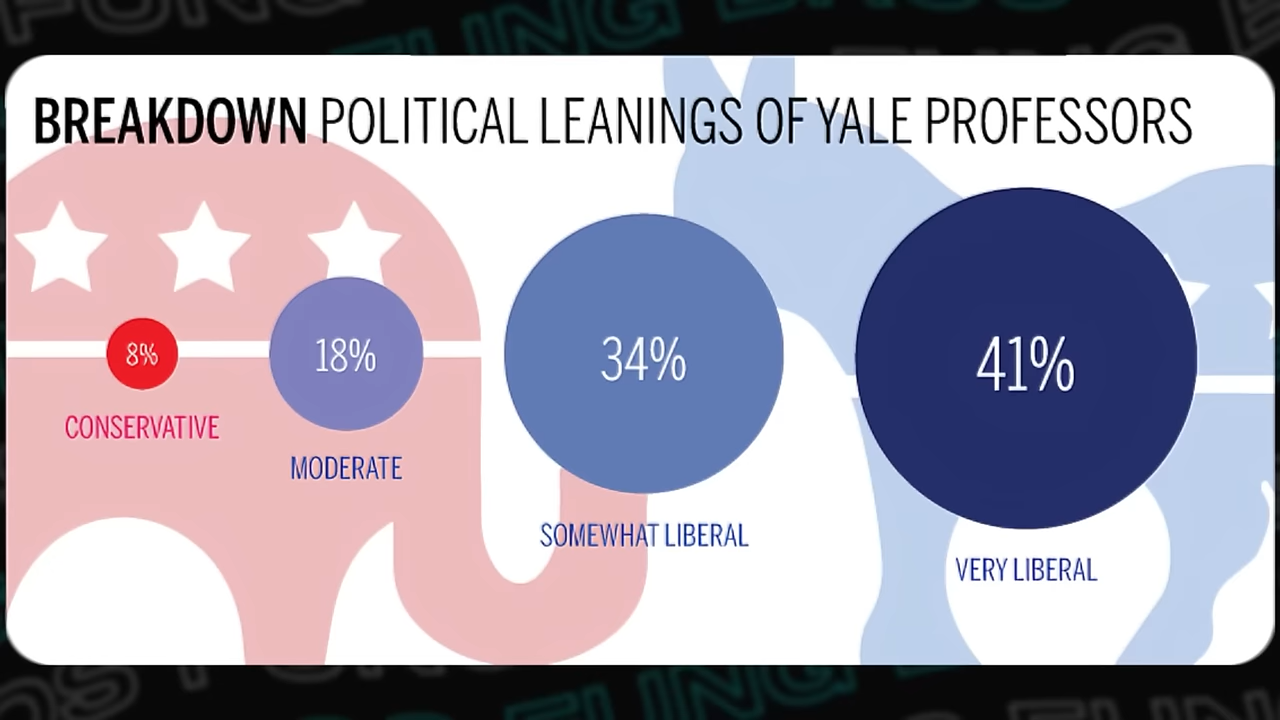 BREAKDOWN POLITICAL LEANINGS OF YALE PROFESSORS
8%
CONSERVATIVE
18%
MODERATE
34%
SOMEWHAT LIBERAL
41%
VERY LIBERAL